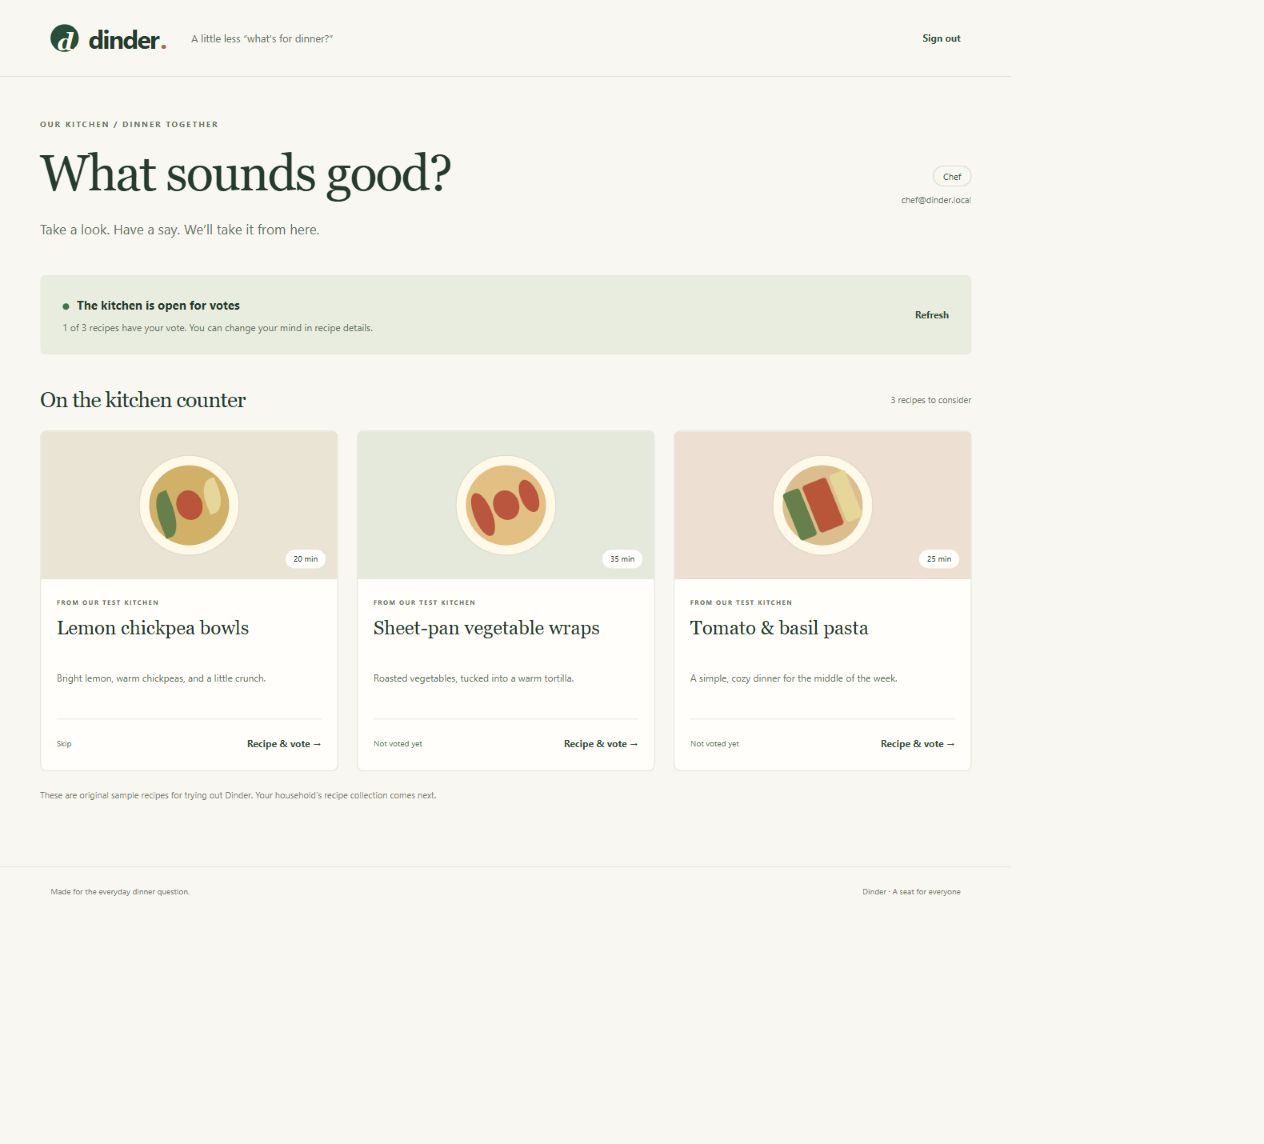 d dinder.
A little less “what's for dinner?”
Sign out
OUR KITCHEN / DINNER TOGETHER
What sounds good?
Chef
chef@dinder.local
Take a look. Have a say. We’ll take it from here.
The kitchen is open for votes
1 of 3 recipes have your vote. You can change your mind in recipe details.
Refresh
On the kitchen counter
3 recipes to consider
20 min
FROM OUR TEST KITCHEN
Lemon chickpea bowls
Bright lemon, warm chickpeas, and a little crunch.
Skip
Recipe & vote →
35 min
FROM OUR TEST KITCHEN
Sheet-pan vegetable wraps
Roasted vegetables, tucked into a warm tortilla.
Not voted yet
Recipe & vote →
25 min
FROM OUR TEST KITCHEN
Tomato & basil pasta
A simple, cozy dinner for the middle of the week.
Not voted yet
Recipe & vote →
These are original sample recipes for trying out Dinder. Your household’s recipe collection comes next.
Made for the everyday dinner question.
Dinder · A seat for everyone